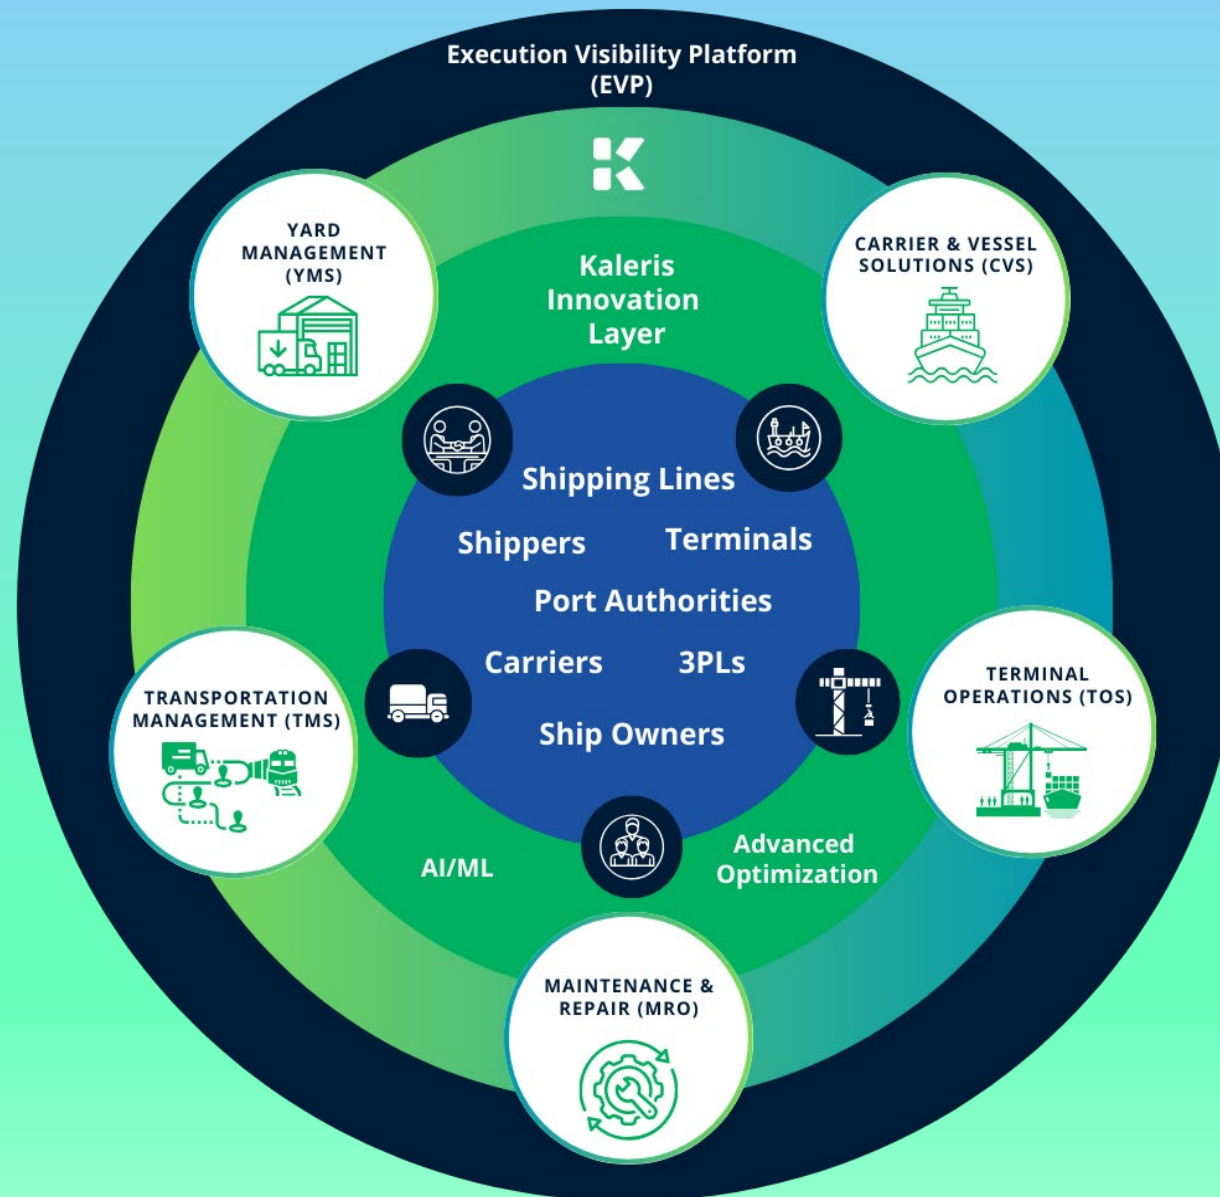 Execution Visibility Platform
(EVP)
YARD
MANAGEMENT
(YMS)
CARRIER & VESSEL
SOLUTIONS (CVS)
Kaleris
Innovation
Layer
Shipping Lines
Shippers
Terminals
Port Authorities
Carriers
3PLs
Ship Owners
TRANSPORTATION
MANAGEMENT (TMS)
TERMINAL
OPERATIONS (TOS)
AI/ML
Advanced
Optimization
MAINTENANCE &
REPAIR (MRO)